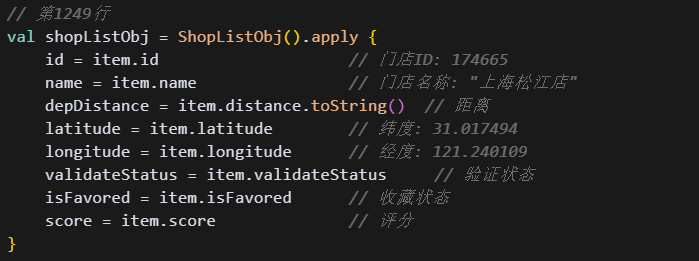 // 第1249行
val shopListObj = ShopListObj().apply {
    id = item.id                    // 门店ID: 174665
    name = item.name                // 门店名称: "上海松江店"
    depDistance = item.distance.toString()  // 距离
    latitude = item.latitude        // 纬度: 31.017494
    longitude = item.longitude      // 经度: 121.240109
    validateStatus = item.validateStatus     // 验证状态
    isFavored = item.isFavored      // 收藏状态
    score = item.score              // 评分
}